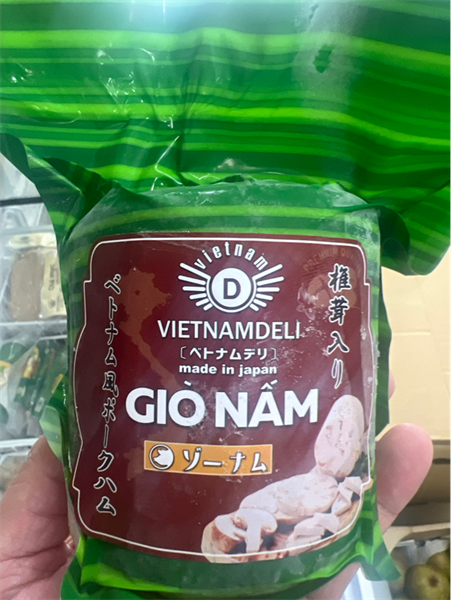 vietnam
D
VIETNAMDELI
[ベトナムデリ]
made in japan
GIÒ NẤM
ゾーナム
椎茸入り
ベトナム風ポークハム